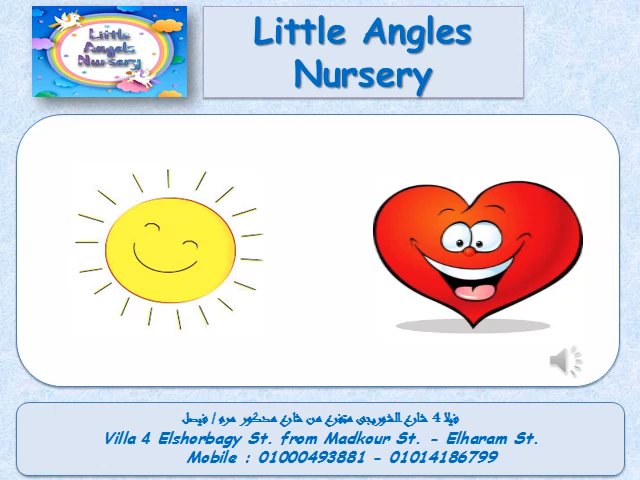 Little
Angels
Nursery
Little Angles
Nursery
فيلا 4 شارع الشوربجى متفرع من شارع مدكور هرم / فيصل
Villa 4 Elshorbagy St. from Madkour St. - Elharam St.
Mobile : 01000493881 - 01014186799